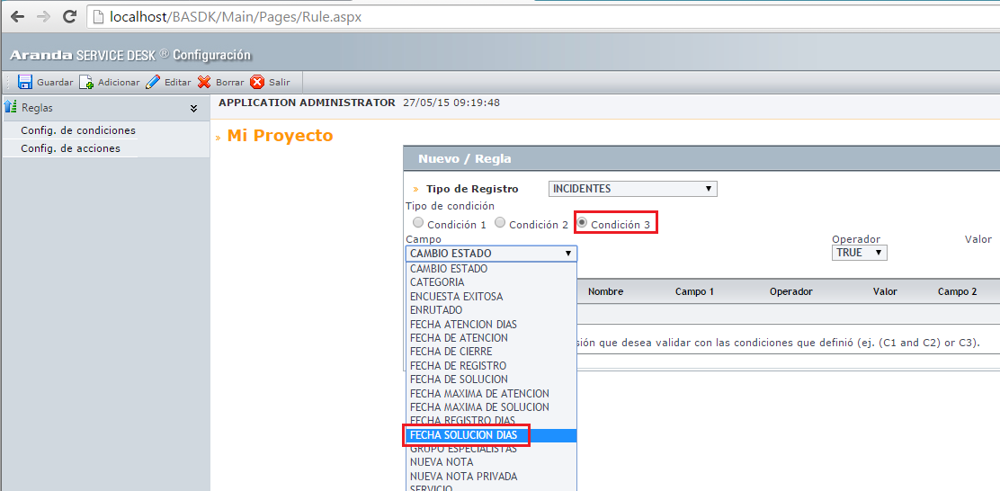 localhost/BASDK/Main/Pages/Rule.aspx
Aranda SERVICE DESK ® Configuración
Guardar Adicionar Editar Borrar Salir
Reglas
Config. de condiciones
Config. de acciones
APPLICATION ADMINISTRATOR 27/05/15 09:19:48
» Mi Proyecto
Nuevo / Regla
» Tipo de Registro INCIDENTES
Tipo de condición
Condición 1 Condición 2 Condición 3
Campo Operador Valor
CAMBIO ESTADO TRUE
CAMBIO ESTADO
CATEGORIA
ENCUESTA EXITOSA
Nombre Campo 1 Operador Valor Campo 2
ENRUTADO
FECHA ATENCION DIAS
FECHA DE ATENCION
sión que desea validar con las condiciones que definió (ej. (C1 and C2) or C3).
FECHA DE CIERRE
FECHA DE REGISTRO
FECHA DE SOLUCION
FECHA MAXIMA DE ATENCION
FECHA MAXIMA DE SOLUCION
FECHA REGISTRO DIAS
FECHA SOLUCION DIAS
GRUPO ESPECIALISTAS
NUEVA NOTA
NUEVA NOTA PRIVADA
SERVICIO